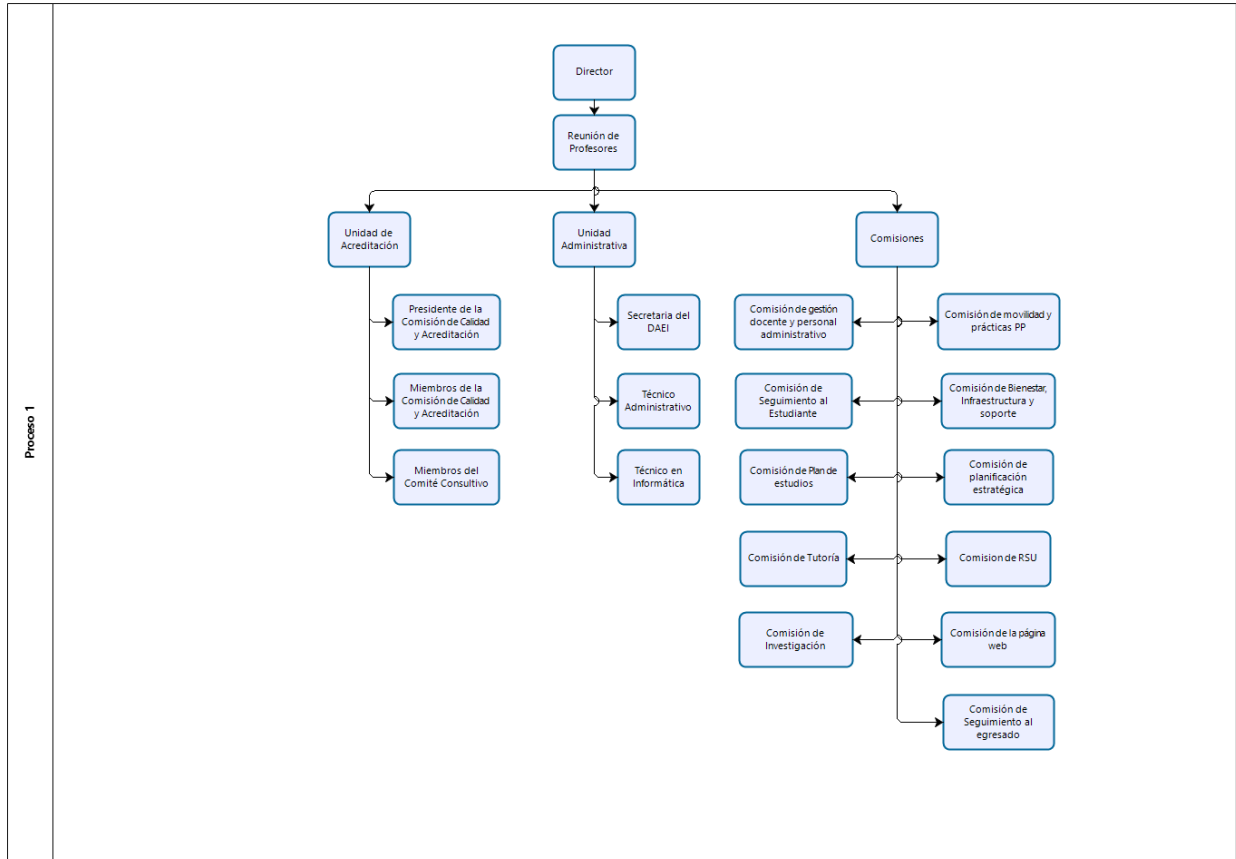 Proceso 1
Director
Reunión de
Profesores
Unidad de
Acreditación
Unidad
Administrativa
Comisiones
Presidente de la
Comisión de Calidad
y Acreditación
Miembros de la
Comisión de Calidad
y Acreditación
Miembros del
Comité Consultivo
Secretaria del
DAEI
Técnico
Administrativo
Técnico en
Informática
Comisión de gestión
docente y personal
administrativo
Comisión de movilidad y
prácticas PP
Comisión de
Seguimiento al
Estudiante
Comisión de Bienestar,
Infraestructura y
soporte
Comisión de Plan de
estudios
Comisión de
planificación
estratégica
Comisión de Tutoría
Comision de RSU
Comisión de
Investigación
Comisión de la página
web
Comisión de
Seguimiento al
egresado